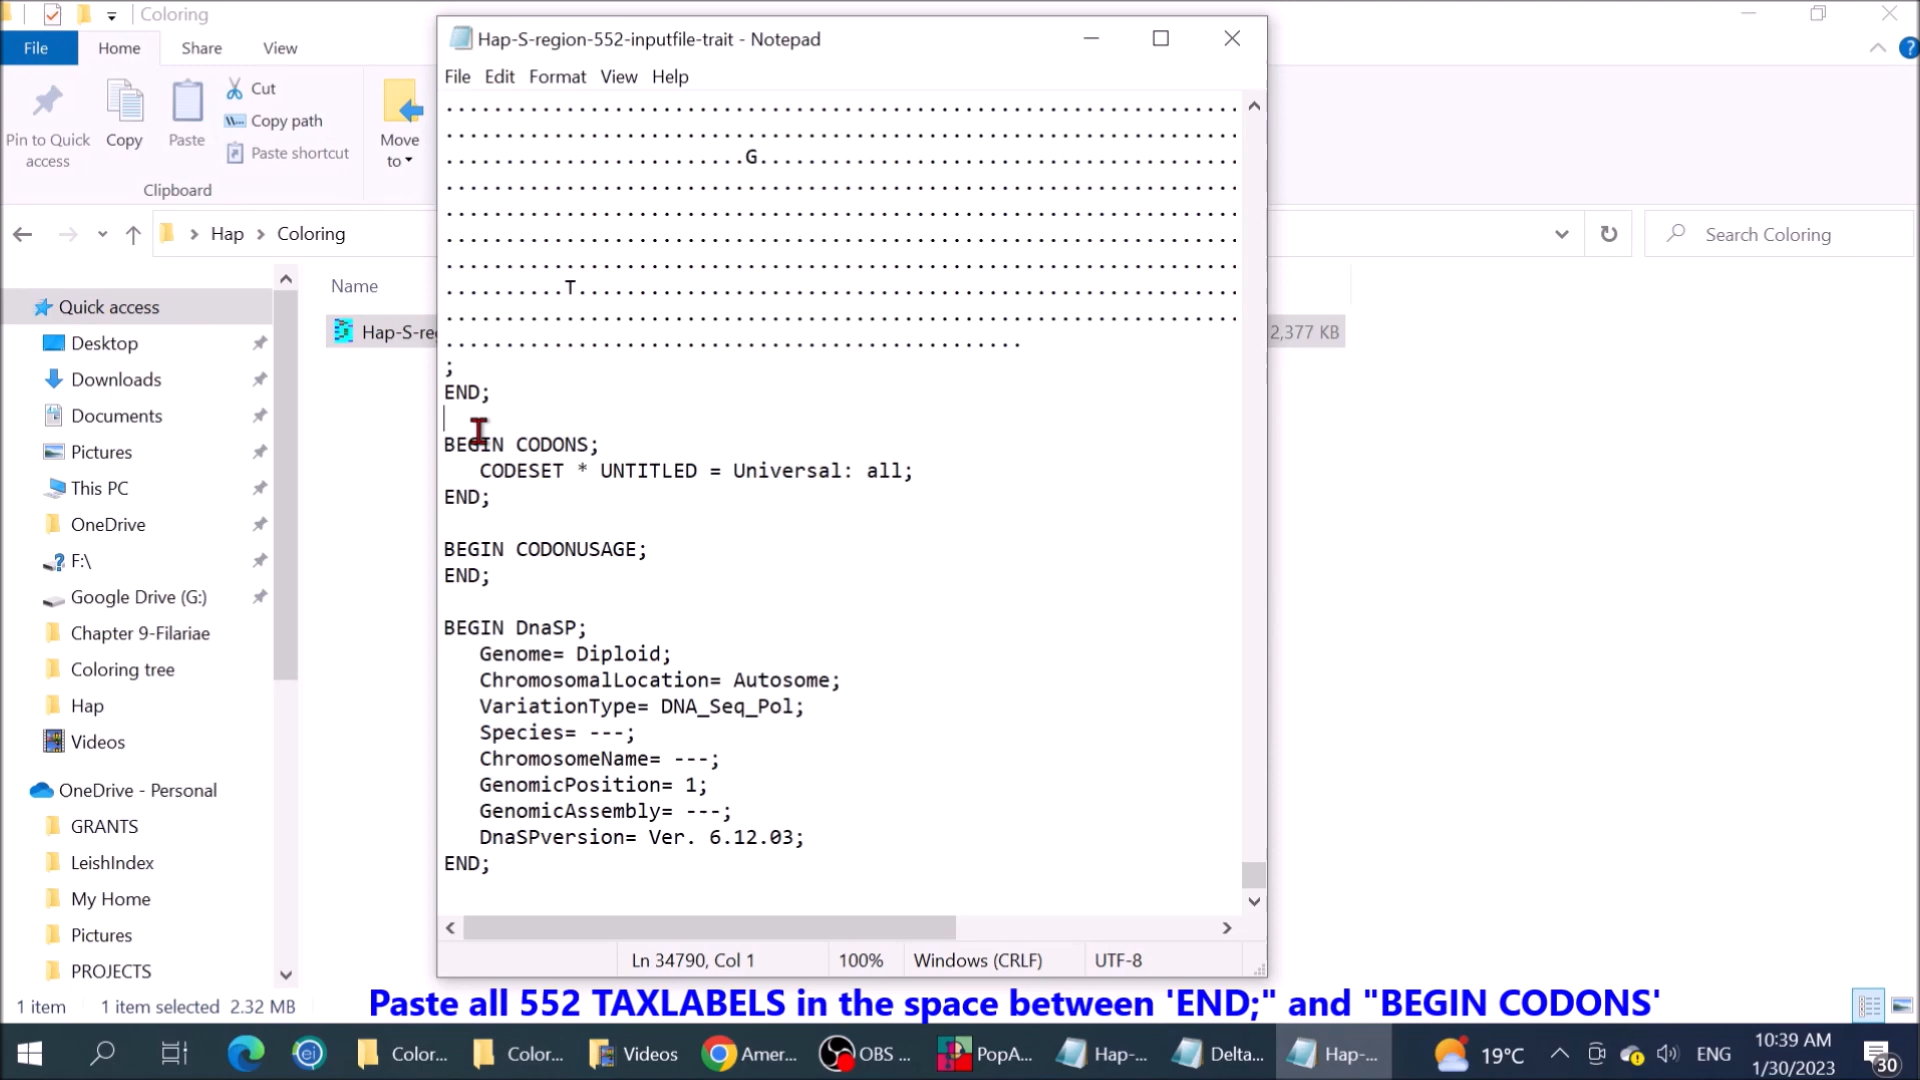 Coloring
File
Home
Share
View
Pin to Quick
access
Copy
Paste
Cut
Copy path
Paste shortcut
Move
to
Clipboard
Hap
Coloring
Search Coloring
Quick access
Desktop
Downloads
Documents
Pictures
This PC
OneDrive
F:\
Google Drive (G:)
Chapter 9-Filariae
Coloring tree
Hap
Videos
OneDrive - Personal
GRANTS
LeishIndex
My Home
Pictures
PROJECTS
Name
Hap-S-re
2,377 KB
1 item
1 item selected
2.32 MB
Hap-S-region-552-inputfile-trait - Notepad
File
Edit
Format
View
Help
G
T
;
END;
BEGIN CODONS;
CODESET * UNTITLED = Universal: all;
END;
BEGIN CODONUSAGE;
END;
BEGIN DnaSP;
Genome= Diploid;
ChromosomalLocation= Autosome;
VariationType= DNA_Seq_Pol;
Species= ---;
ChromosomeName= ---;
GenomicPosition= 1;
GenomicAssembly= ---;
DnaSPversion= Ver. 6.12.03;
END;
Ln 34790, Col 1
100%
Windows (CRLF)
UTF-8
Paste all 552 TAXLABELS in the space between 'END;" and "BEGIN CODONS'
Color...
Color...
Videos
Amer...
OBS ...
PopA...
Hap-...
Delta...
Hap-...
19°C
ENG
10:39 AM
1/30/2023
30